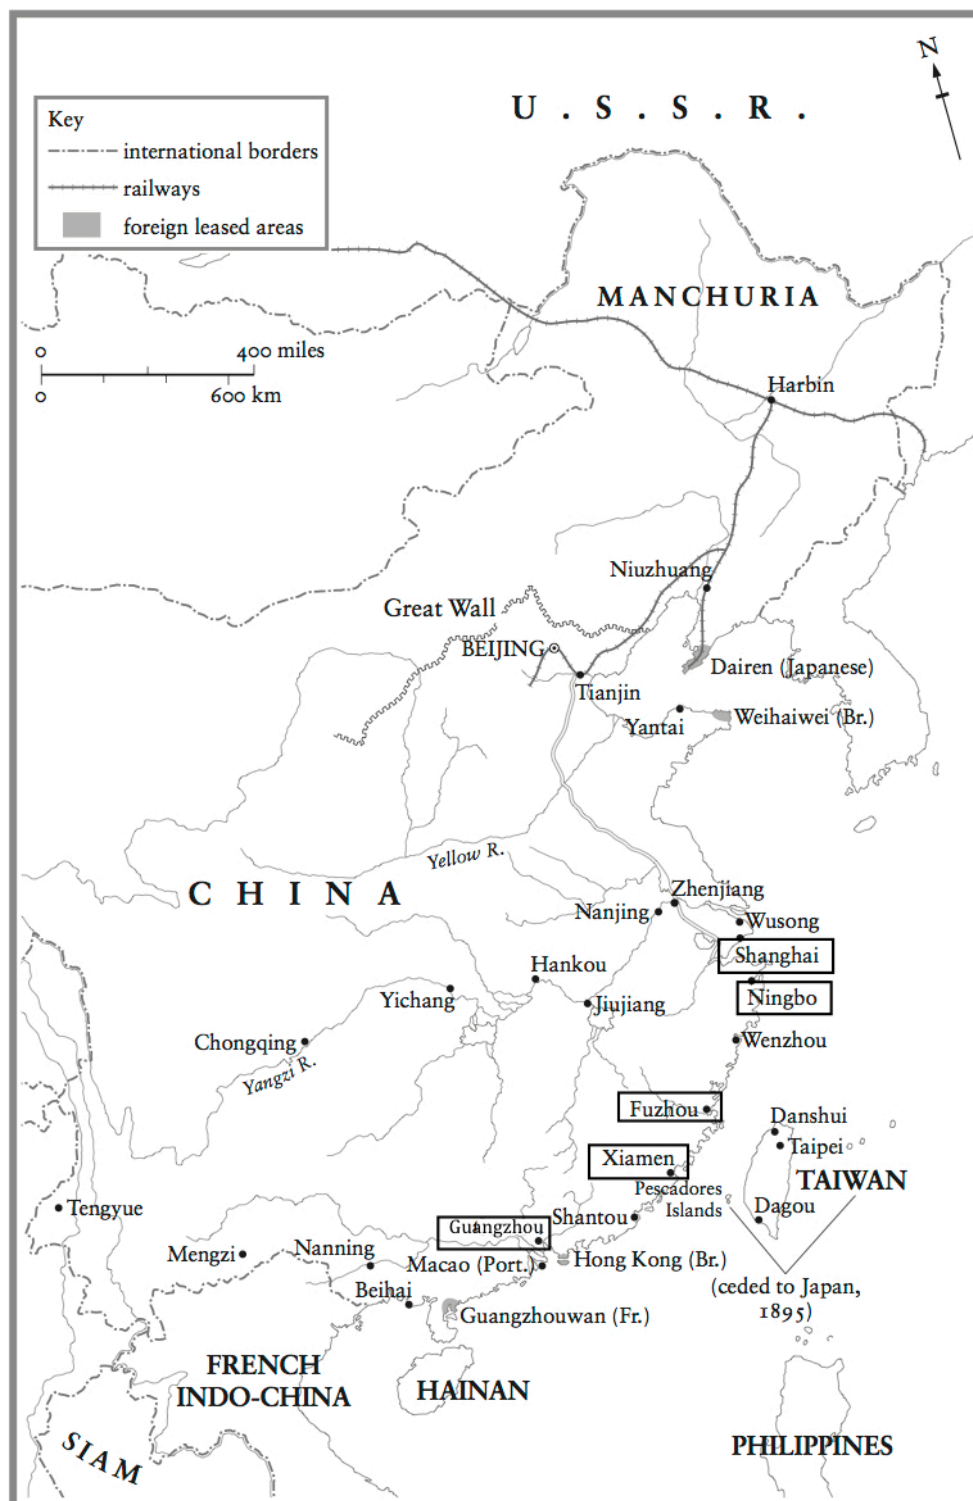 N
U.S.S.R.
Key
international borders
railways
foreign leased areas
MANCHURIA
0 400 miles
0 600 km
Harbin
Niuzhuang
Great Wall
BEIJING
Dairen (Japanese)
Tianjin
Yantai
Weihaiwei (Br.)
Yellow R.
CHINA
Zhenjiang
Nanjing
Wusong
Shanghai
Hankou
Yichang
Jiujiang
Ningbo
Chongqing
Wenzhou
Yangzi R.
Fuzhou
Danshui
Taipei
Xiamen
TAIWAN
Pescadores
Islands
Tengyue
Dagou
Shantou
Guangzhou
Mengzi
Nanning
Macao (Port.)
Hong Kong (Br.)
Beihai
(ceded to Japan,
1895)
Guangzhouwan (Fr.)
FRENCH
INDO-CHINA
HAINAN
SIAM
PHILIPPINES